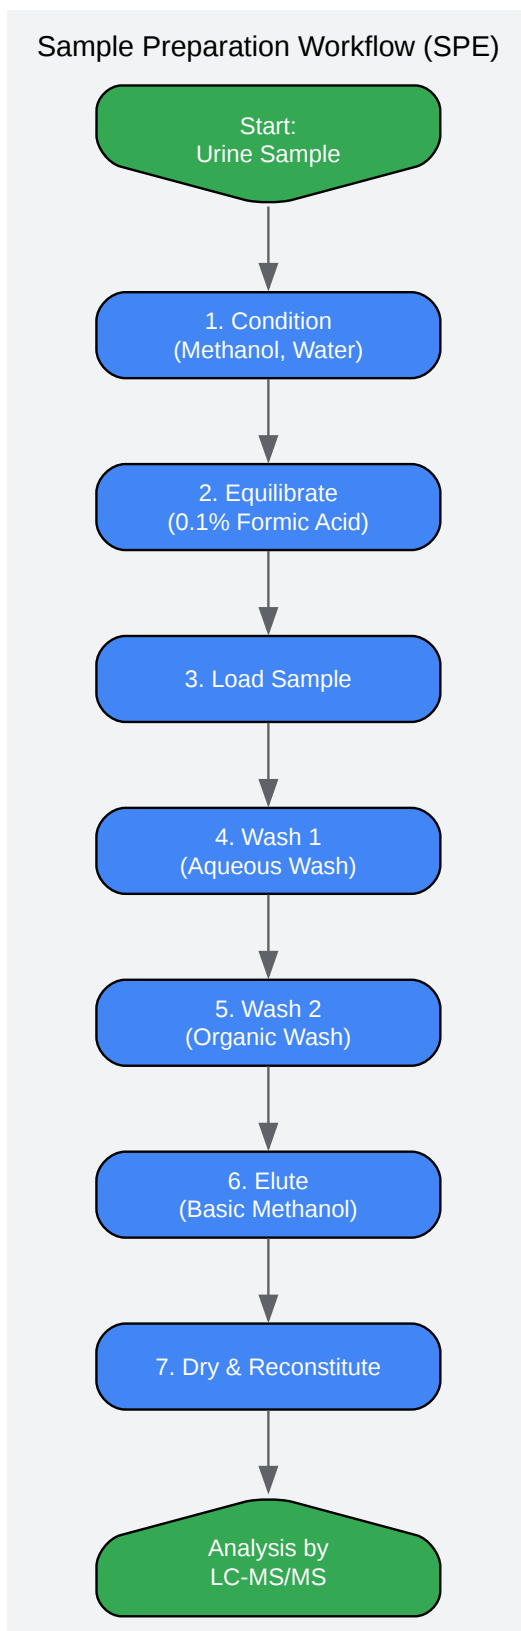 Sample Preparation Workflow (SPE)
Start:
Urine Sample
1. Condition
(Methanol, Water)
2. Equilibrate
(0.1% Formic Acid)
3. Load Sample
4. Wash 1
(Aqueous Wash)
5. Wash 2
(Organic Wash)
6. Elute
(Basic Methanol)
7. Dry & Reconstitute
Analysis by
LC-MS/MS